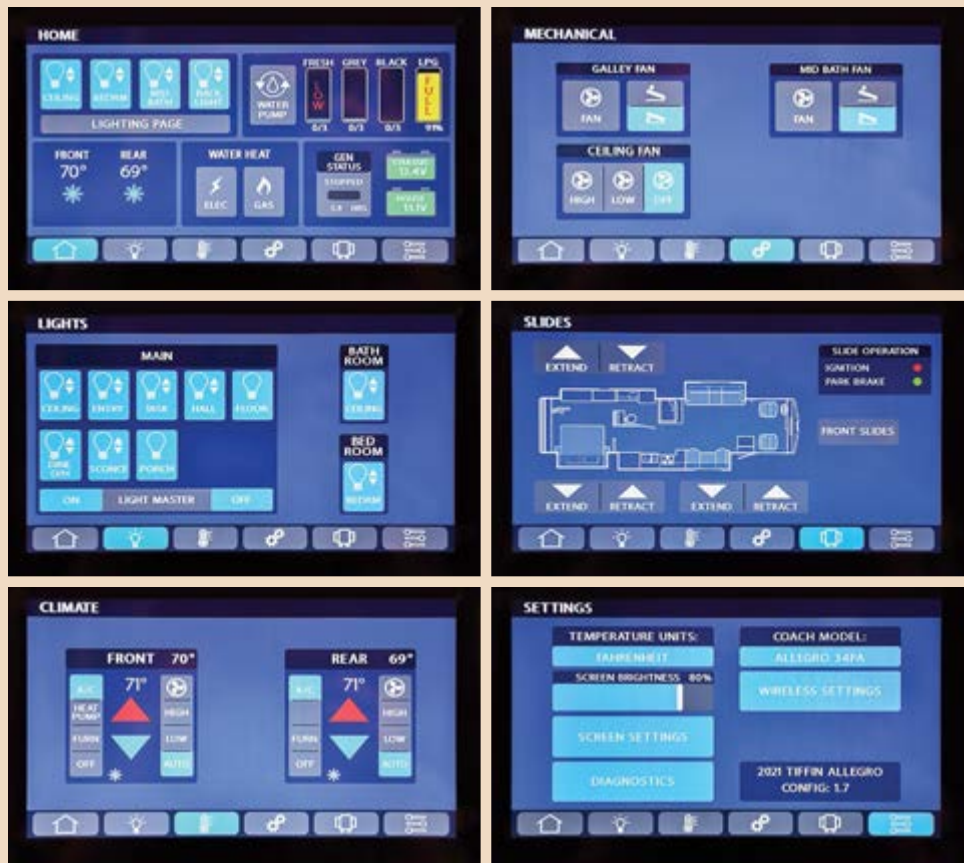 HOME
CEILING BEDRM MID BATH BACK LIGHT
LIGHTING PAGE
WATER PUMP
FRESH GREY BLACK LPG
LOW FULL
0/3 0/3 0/3 91%
FRONT REAR
70° 69°
WATER HEAT
ELEC GAS
GEN STATUS
STOPPED
HRS
CHASSIS
13.4V
HOUSE
13.1V
MECHANICAL
GALLEY FAN
FAN
MID BATH FAN
FAN
CEILING FAN
HIGH LOW OFF
LIGHTS
MAIN
CEILING ENTRY TASK HALL FLOOR
SCONCE PORCH
ON LIGHT MASTER OFF
BATH ROOM
CEILING
BED ROOM
BEDRM
SLIDES
EXTEND RETRACT
SLIDE OPERATION
IGNITION
PARK BRAKE
FRONT SLIDES
EXTEND RETRACT EXTEND RETRACT
CLIMATE
FRONT 70°
A/C 71°
HEAT PUMP HIGH
FURN LOW
OFF AUTO
REAR 69°
A/C 71°
HIGH
FURN LOW
OFF AUTO
SETTINGS
TEMPERATURE UNITS:
FAHRENHEIT
SCREEN BRIGHTNESS 80%
SCREEN SETTINGS
DIAGNOSTICS
COACH MODEL:
ALLEGRO 34PA
WIRELESS SETTINGS
2021 TIFFIN ALLEGRO
CONFIG: 1.7